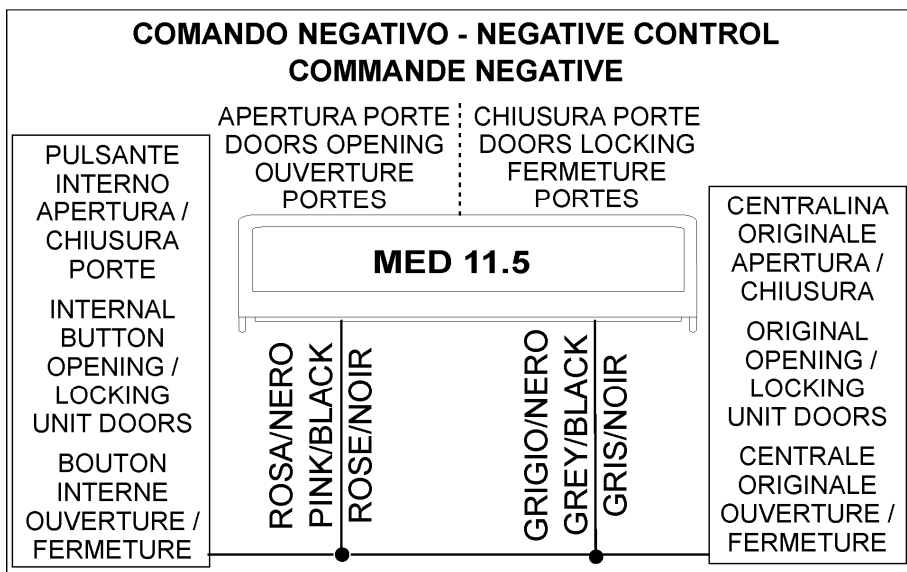 COMANDO NEGATIVO - NEGATIVE CONTROL
COMMANDE NEGATIVE
PULSANTE
INTERNO
APERTURA /
CHIUSURA
PORTE
INTERNAL
BUTTON
OPENING /
LOCKING
UNIT DOORS
BOUTON
INTERNE
OUVERTURE /
FERMETURE
APERTURA PORTE
DOORS OPENING
OUVERTURE
PORTES
CHIUSURA PORTE
DOORS LOCKING
FERMETURE
PORTES
MED 11.5
ROSA/NERO
PINK/BLACK
ROSE/NOIR
GRIGIO/NERO
GREY/BLACK
GRIS/NOIR
CENTRALINA
ORIGINALE
APERTURA /
CHIUSURA
ORIGINAL
OPENING /
LOCKING
UNIT DOORS
CENTRALE
ORIGINALE
OUVERTURE /
FERMETURE